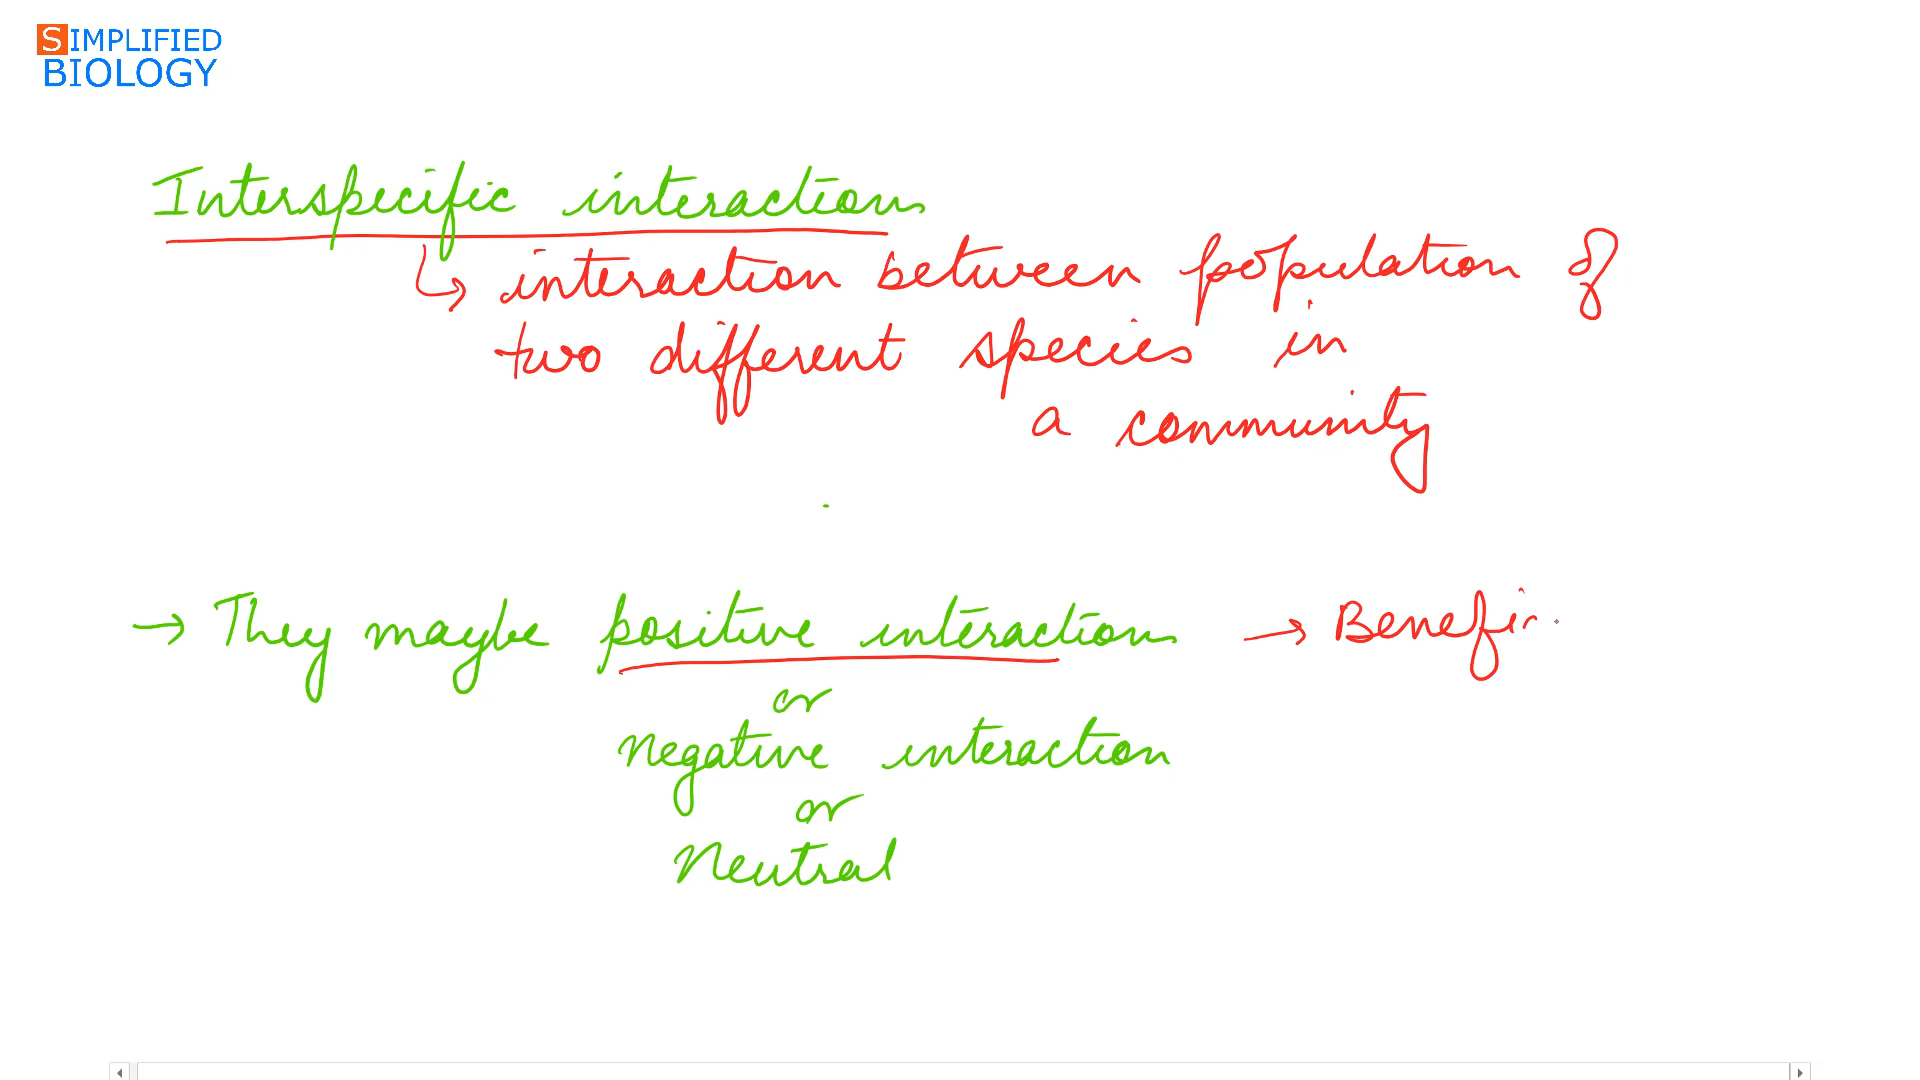 SIMPLIFIED
BIOLOGY
Interspecific interaction
↳ interaction between population of
two different species in
a community
→ They maybe positive interaction → Benefi
or
negative interaction
or
Neutral